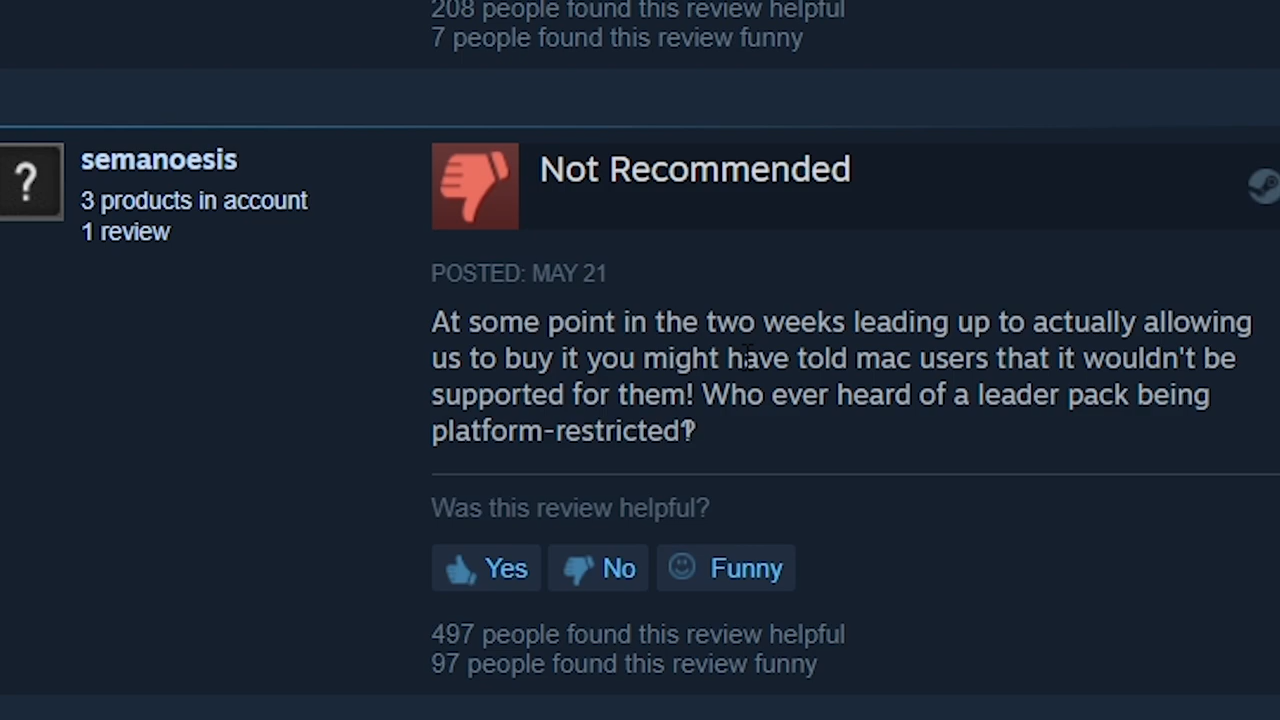 208 people found this review helpful
7 people found this review funny
?
semanoesis
3 products in account
1 review
Not Recommended
POSTED: MAY 21
At some point in the two weeks leading up to actually allowing
us to buy it you might have told mac users that it wouldn't be
supported for them! Who ever heard of a leader pack being
platform-restricted‽
Was this review helpful?
Yes
No
Funny
497 people found this review helpful
97 people found this review funny